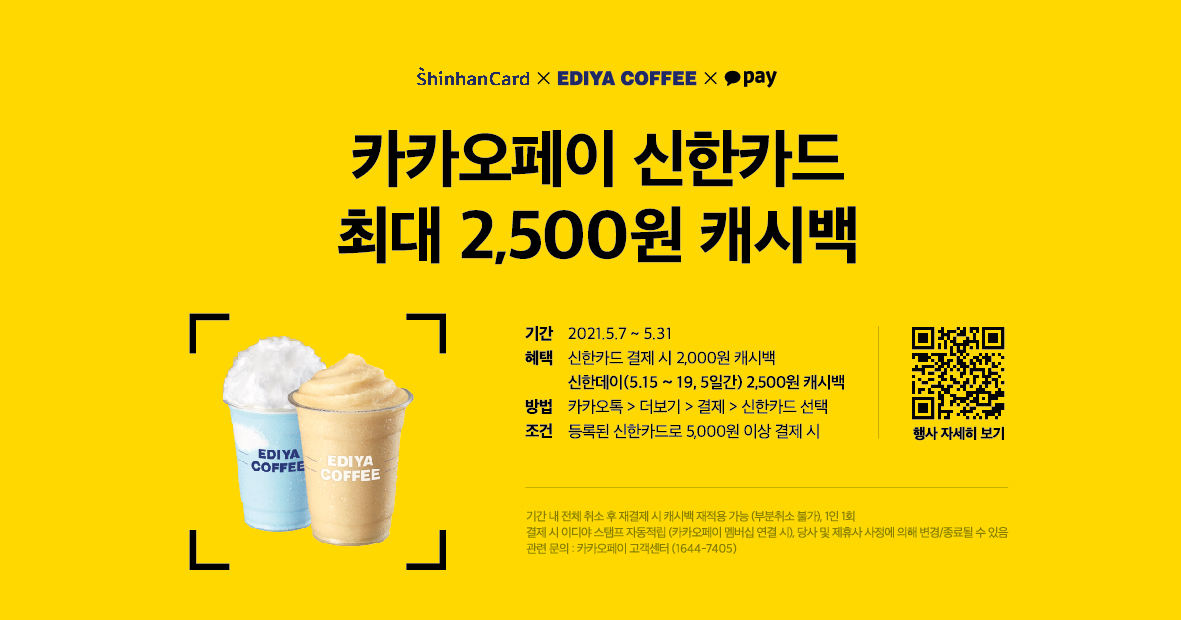 ShinhanCard × EDIYA COFFEE × pay
카카오페이 신한카드
최대 2,500원 캐시백
EDIYA
COFFEE
EDIYA
COFFEE
기간 2021.5.7 ~ 5.31
혜택 신한카드 결제 시 2,000원 캐시백
신한데이(5.15 ~ 19, 5일간) 2,500원 캐시백
방법 카카오톡 > 더보기 > 결제 > 신한카드 선택
조건 등록된 신한카드로 5,000원 이상 결제 시
행사 자세히 보기
기간 내 전체 취소 후 재결제 시 캐시백 재적용 가능 (부분취소 불가), 1인 1회
결제 시 이디야 스탬프 자동적립 (카카오페이 멤버십 연결 시), 당사 및 제휴사 사정에 의해 변경/종료될 수 있음
관련 문의 : 카카오페이 고객센터 (1644-7405)